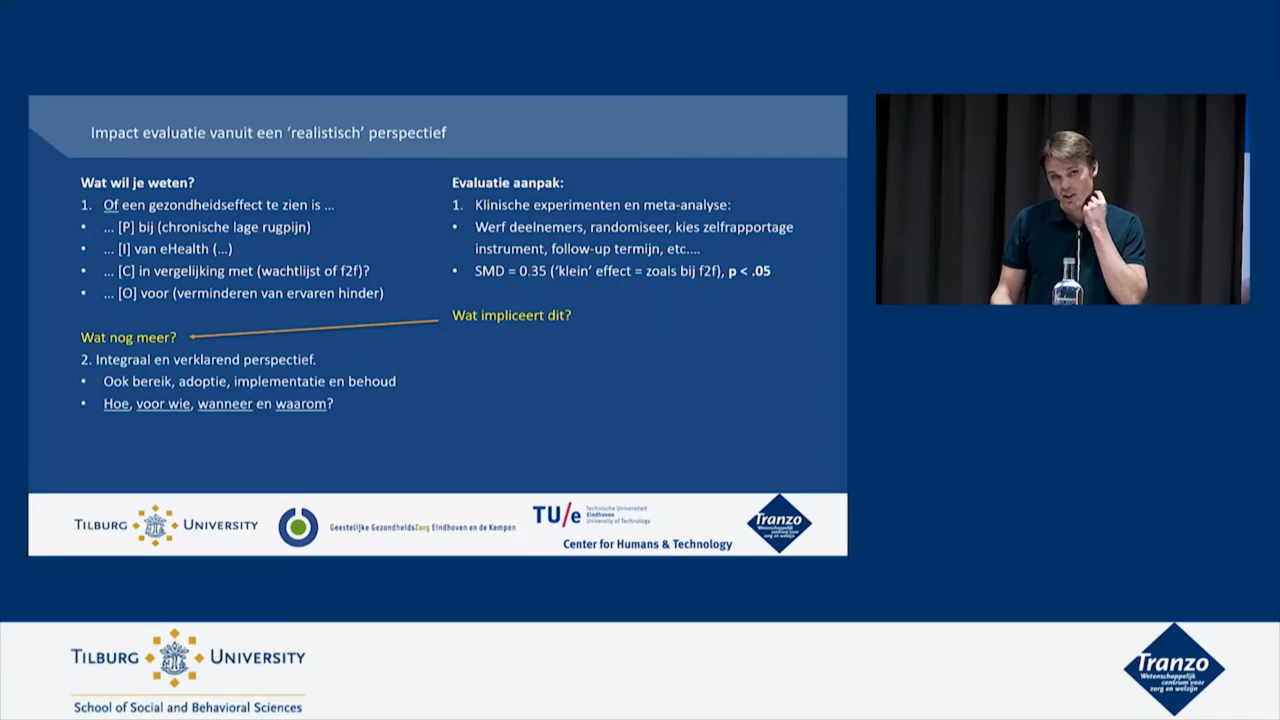 Impact evaluatie vanuit een ‘realistisch’ perspectief
Wat wil je weten?
1. Of een gezondheidseffect te zien is ...
• ... [P] bij (chronische lage rugpijn)
• ... [I] van eHealth (...)
• ... [C] in vergelijking met (wachtlijst of f2f)?
• ... [O] voor (verminderen van ervaren hinder)
Wat nog meer?
2. Integraal en verklarend perspectief.
• Ook bereik, adoptie, implementatie en behoud
• Hoe, voor wie, wanneer en waarom?
Evaluatie aanpak:
1. Klinische experimenten en meta-analyse:
• Werf deelnemers, randomiseer, kies zelfrapportage
instrument, follow-up termijn, etc....
• SMD = 0.35 (‘klein’ effect = zoals bij f2f), p < .05
Wat impliceert dit?
TILBURG UNIVERSITY
Geestelijke GezondheidsZorg Eindhoven en de Kempen
TU/e
Technische Universiteit
Eindhoven
University of Technology
Center for Humans & Technology
Tranzo
Wetenschappelijk
centrum voor
zorg en welzijn
TILBURG UNIVERSITY
School of Social and Behavioral Sciences
Tranzo
Wetenschappelijk
centrum voor
zorg en welzijn